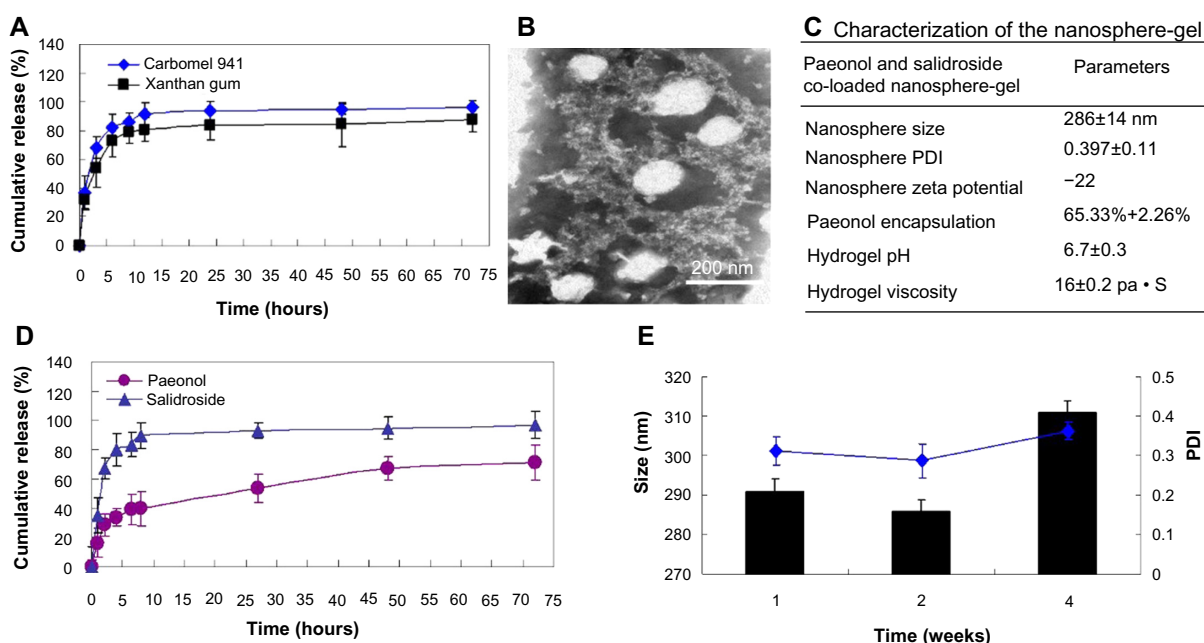 A
Cumulative release (%)
140
120
100
80
60
40
20
0
Carbomel 941
Xanthan gum
0 5 10 15 20 25 30 35 40 45 50 55 60 65 70 75
Time (hours)
B
200 nm
C Characterization of the nanosphere-gel
Paeonol and salidroside
co-loaded nanosphere-gel
Parameters
Nanosphere size 286±14 nm
Nanosphere PDI 0.397±0.11
Nanosphere zeta potential −22
Paeonol encapsulation 65.33%+2.26%
Hydrogel pH 6.7±0.3
Hydrogel viscosity 16±0.2 pa • S
D
Cumulative release (%)
140
120
100
80
60
40
20
0
Paeonol
Salidroside
0 5 10 15 20 25 30 35 40 45 50 55 60 65 70 75
Time (hours)
E
Size (nm)
320
310
300
290
280
270
0.5
0.4
0.3
0.2
0.1
0
PDI
1 2 4
Time (weeks)